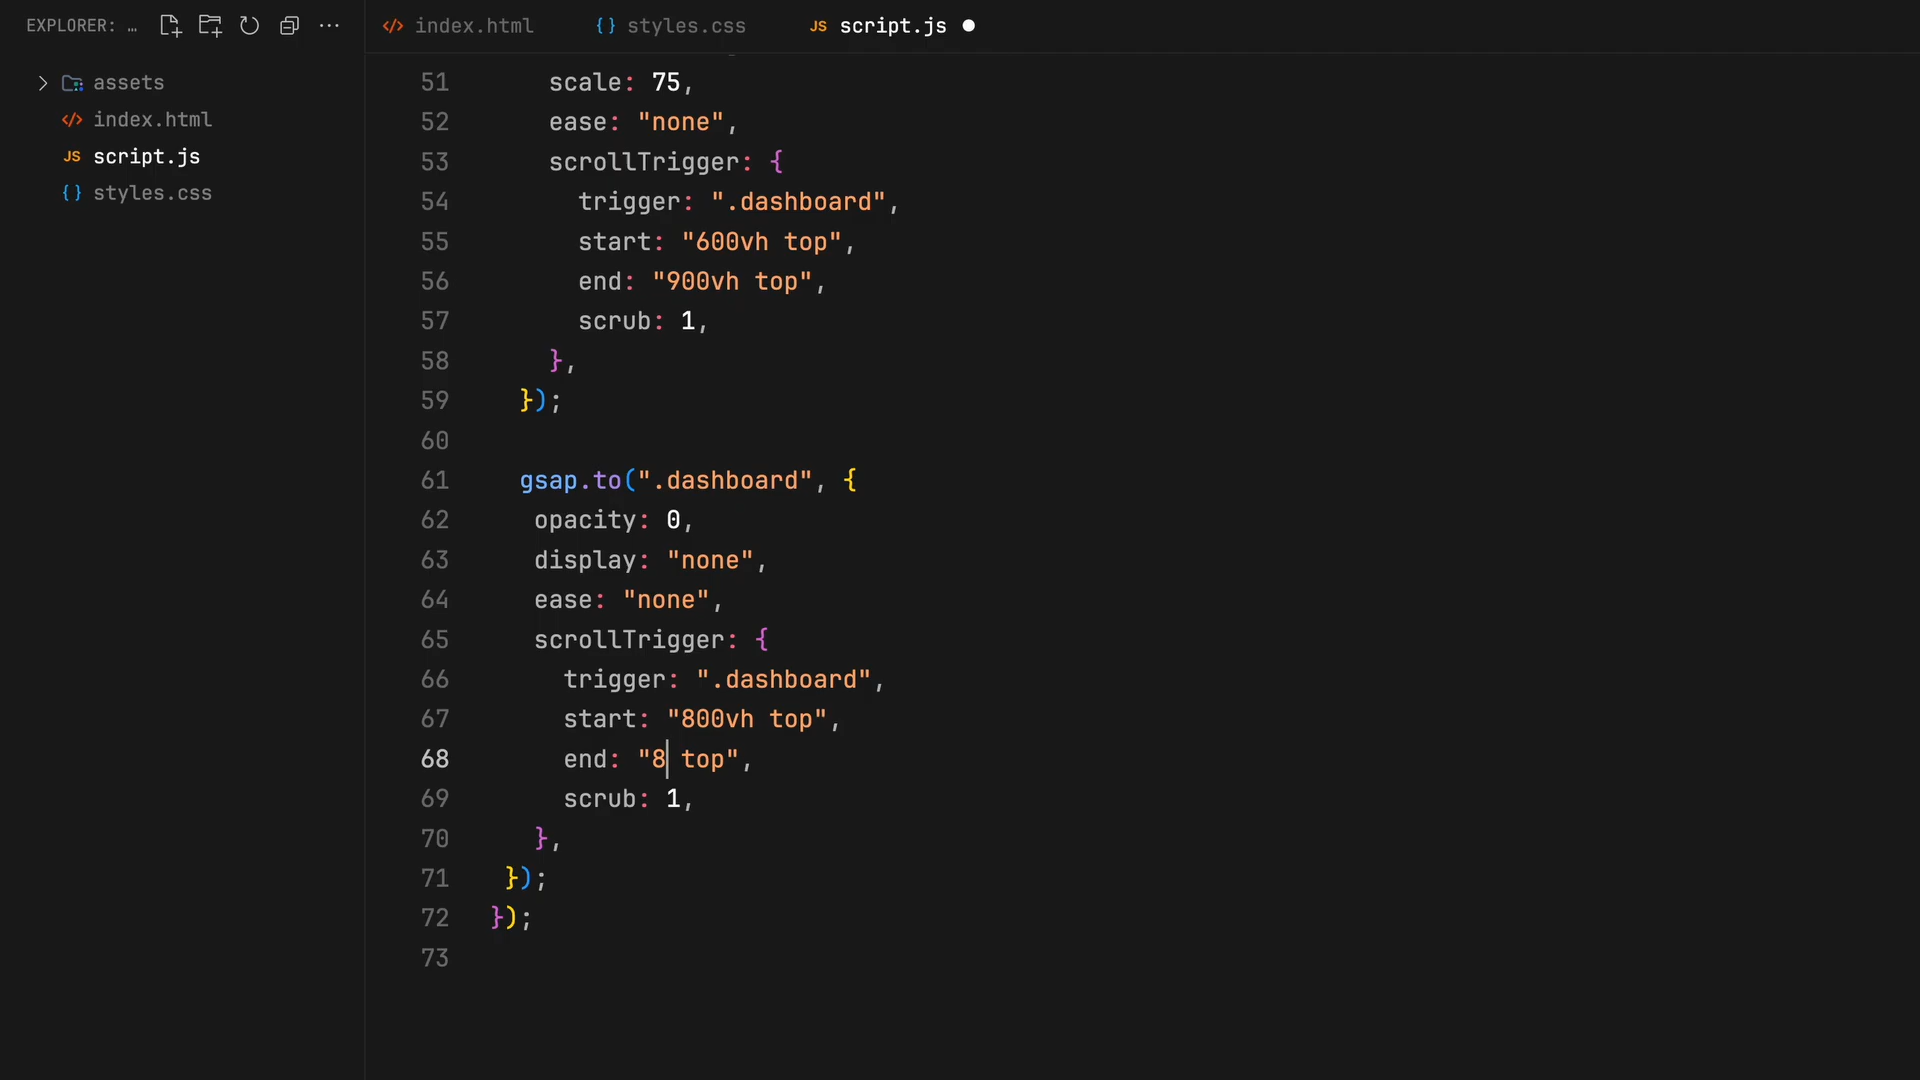 EXPLORER: …
assets
</> index.html
JS script.js
{} styles.css
</> index.html
{} styles.css
JS script.js
51 scale: 75,
52 ease: "none",
53 scrollTrigger: {
54 trigger: ".dashboard",
55 start: "600vh top",
56 end: "900vh top",
57 scrub: 1,
58 },
59 });
60
61 gsap.to(".dashboard", {
62 opacity: 0,
63 display: "none",
64 ease: "none",
65 scrollTrigger: {
66 trigger: ".dashboard",
67 start: "800vh top",
68 end: "8 top",
69 scrub: 1,
70 },
71 });
72 });
73